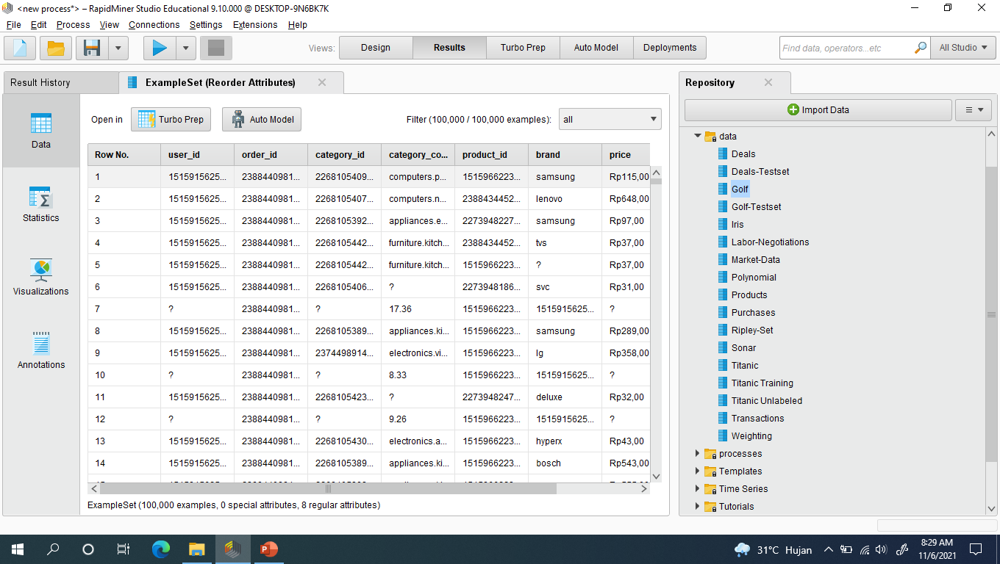 <new process*> – RapidMiner Studio Educational 9.10.000 @ DESKTOP-9N6BK7K
File Edit Process View Connections Settings Extensions Help
Views: Design Results Turbo Prep Auto Model Deployments Find data, operators...etc All Studio
Result History ExampleSet (Reorder Attributes)
Data
Statistics
Visualizations
Annotations
Open in Turbo Prep Auto Model Filter (100,000 / 100,000 examples): all
Row No. user_id order_id category_id category_co... product_id brand price
1 1515915625... 2388440981... 2268105409... computers.p... 1515966223... samsung Rp115,00
2 1515915625... 2388440981... 2268105407... computers.n... 2388434452... lenovo Rp648,00
3 1515915625... 2388440981... 2268105392... appliances.e... 2273948227... samsung Rp97,00
4 1515915625... 2388440981... 2268105442... furniture.kitch... 2388434452... tvs Rp37,00
5 1515915625... 2388440981... 2268105442... furniture.kitch... 1515966223... ? Rp37,00
6 1515915625... 2388440981... 2268105406... ? 2273948186... svc Rp31,00
7 ? 2388440981... ? 17.36 1515966223... 1515915625... ?
8 1515915625... 2388440981... 2268105389... appliances.ki... 1515966223... samsung Rp289,00
9 1515915625... 2388440981... 2374498914... electronics.vi... 1515966223... lg Rp358,00
10 ? 2388440981... ? 8.33 1515966223... 1515915625... ?
11 1515915625... 2388440981... 2268105423... ? 2273948247... deluxe Rp32,00
12 ? 2388440981... ? 9.26 1515966223... 1515915625... ?
13 1515915625... 2388440981... 2268105430... electronics.a... 1515966223... hyperx Rp43,00
14 1515915625... 2388440981... 2268105389... appliances.ki... 1515966223... bosch Rp543,00
ExampleSet (100,000 examples, 0 special attributes, 8 regular attributes)
Repository
Import Data
data
Deals
Deals-Testset
Golf
Golf-Testset
Iris
Labor-Negotiations
Market-Data
Polynomial
Products
Purchases
Ripley-Set
Sonar
Titanic
Titanic Training
Titanic Unlabeled
Transactions
Weighting
processes
Templates
Time Series
Tutorials
31°C Hujan
8:29 AM
11/6/2021